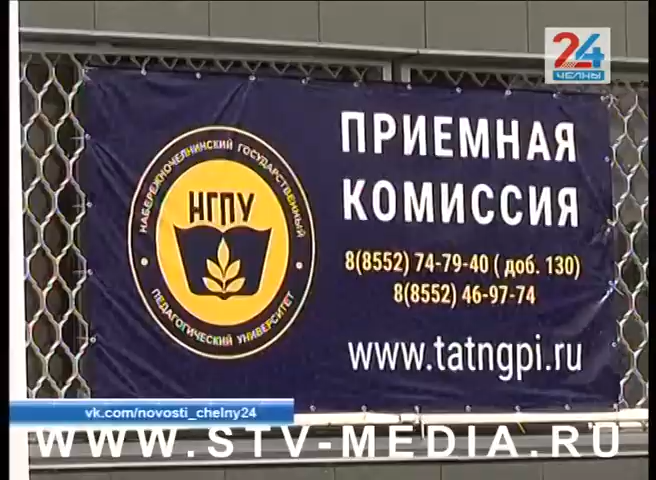 24
ЧЕЛНЫ
НАБЕРЕЖНОЧЕЛНИНСКИЙ ГОСУДАРСТВЕННЫЙ
НГПУ
ПЕДАГОГИЧЕСКИЙ УНИВЕРСИТЕТ
ПРИЕМНАЯ
КОМИССИЯ
8(8552) 74-79-40 ( доб. 130)
8(8552) 46-97-74
www.tatngpi.ru
vk.com/novosti_chelny24
WWW.STV-MEDIA.RU